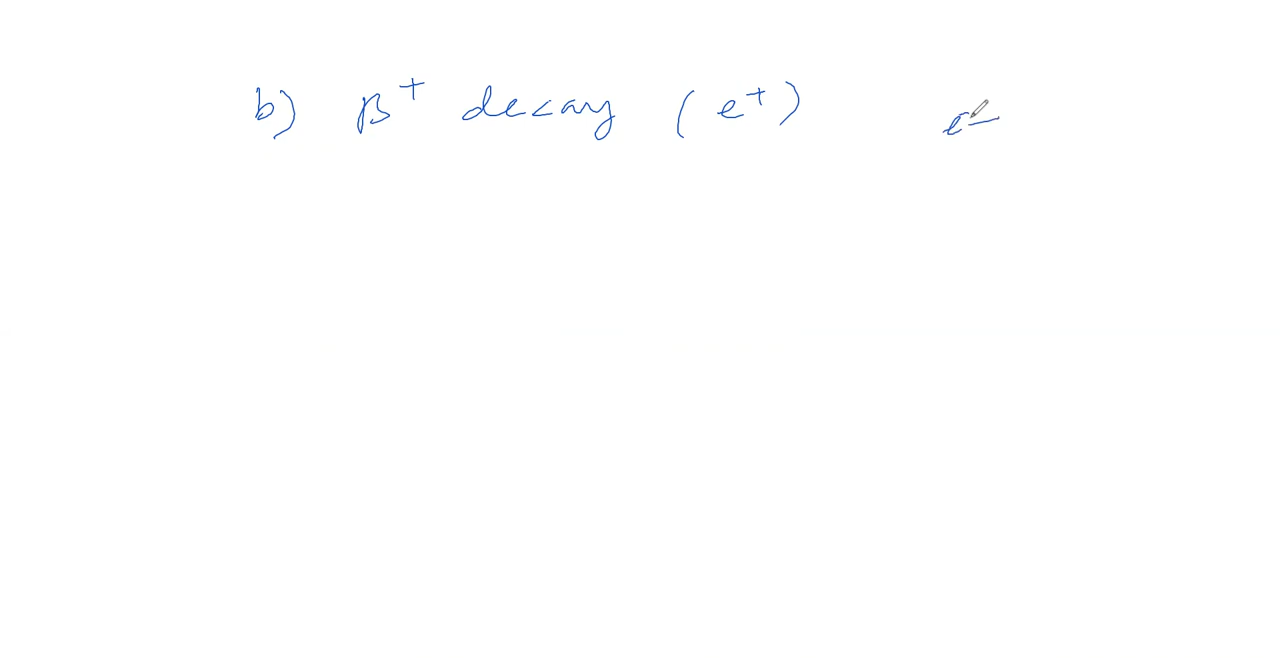 b) β⁺ decay (e⁺) e⁻